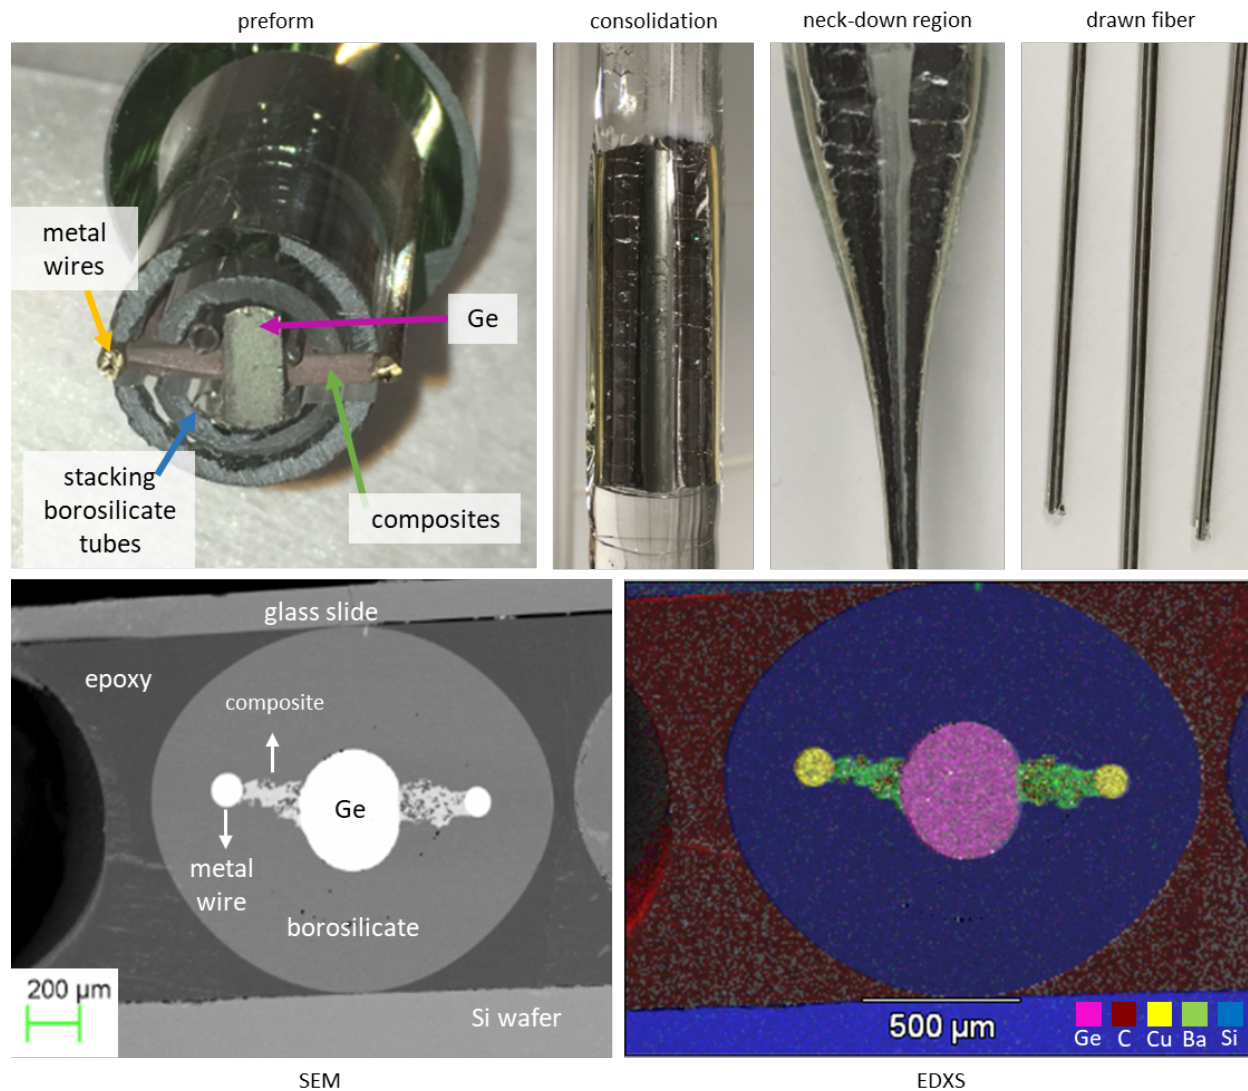 preform
consolidation
neck-down region
drawn fiber
metal
wires
Ge
stacking
borosilicate
tubes
composites
glass slide
epoxy
composite
Ge
metal
wire
borosilicate
200 µm
Si wafer
500 µm
Ge C Cu Ba Si
SEM
EDXS